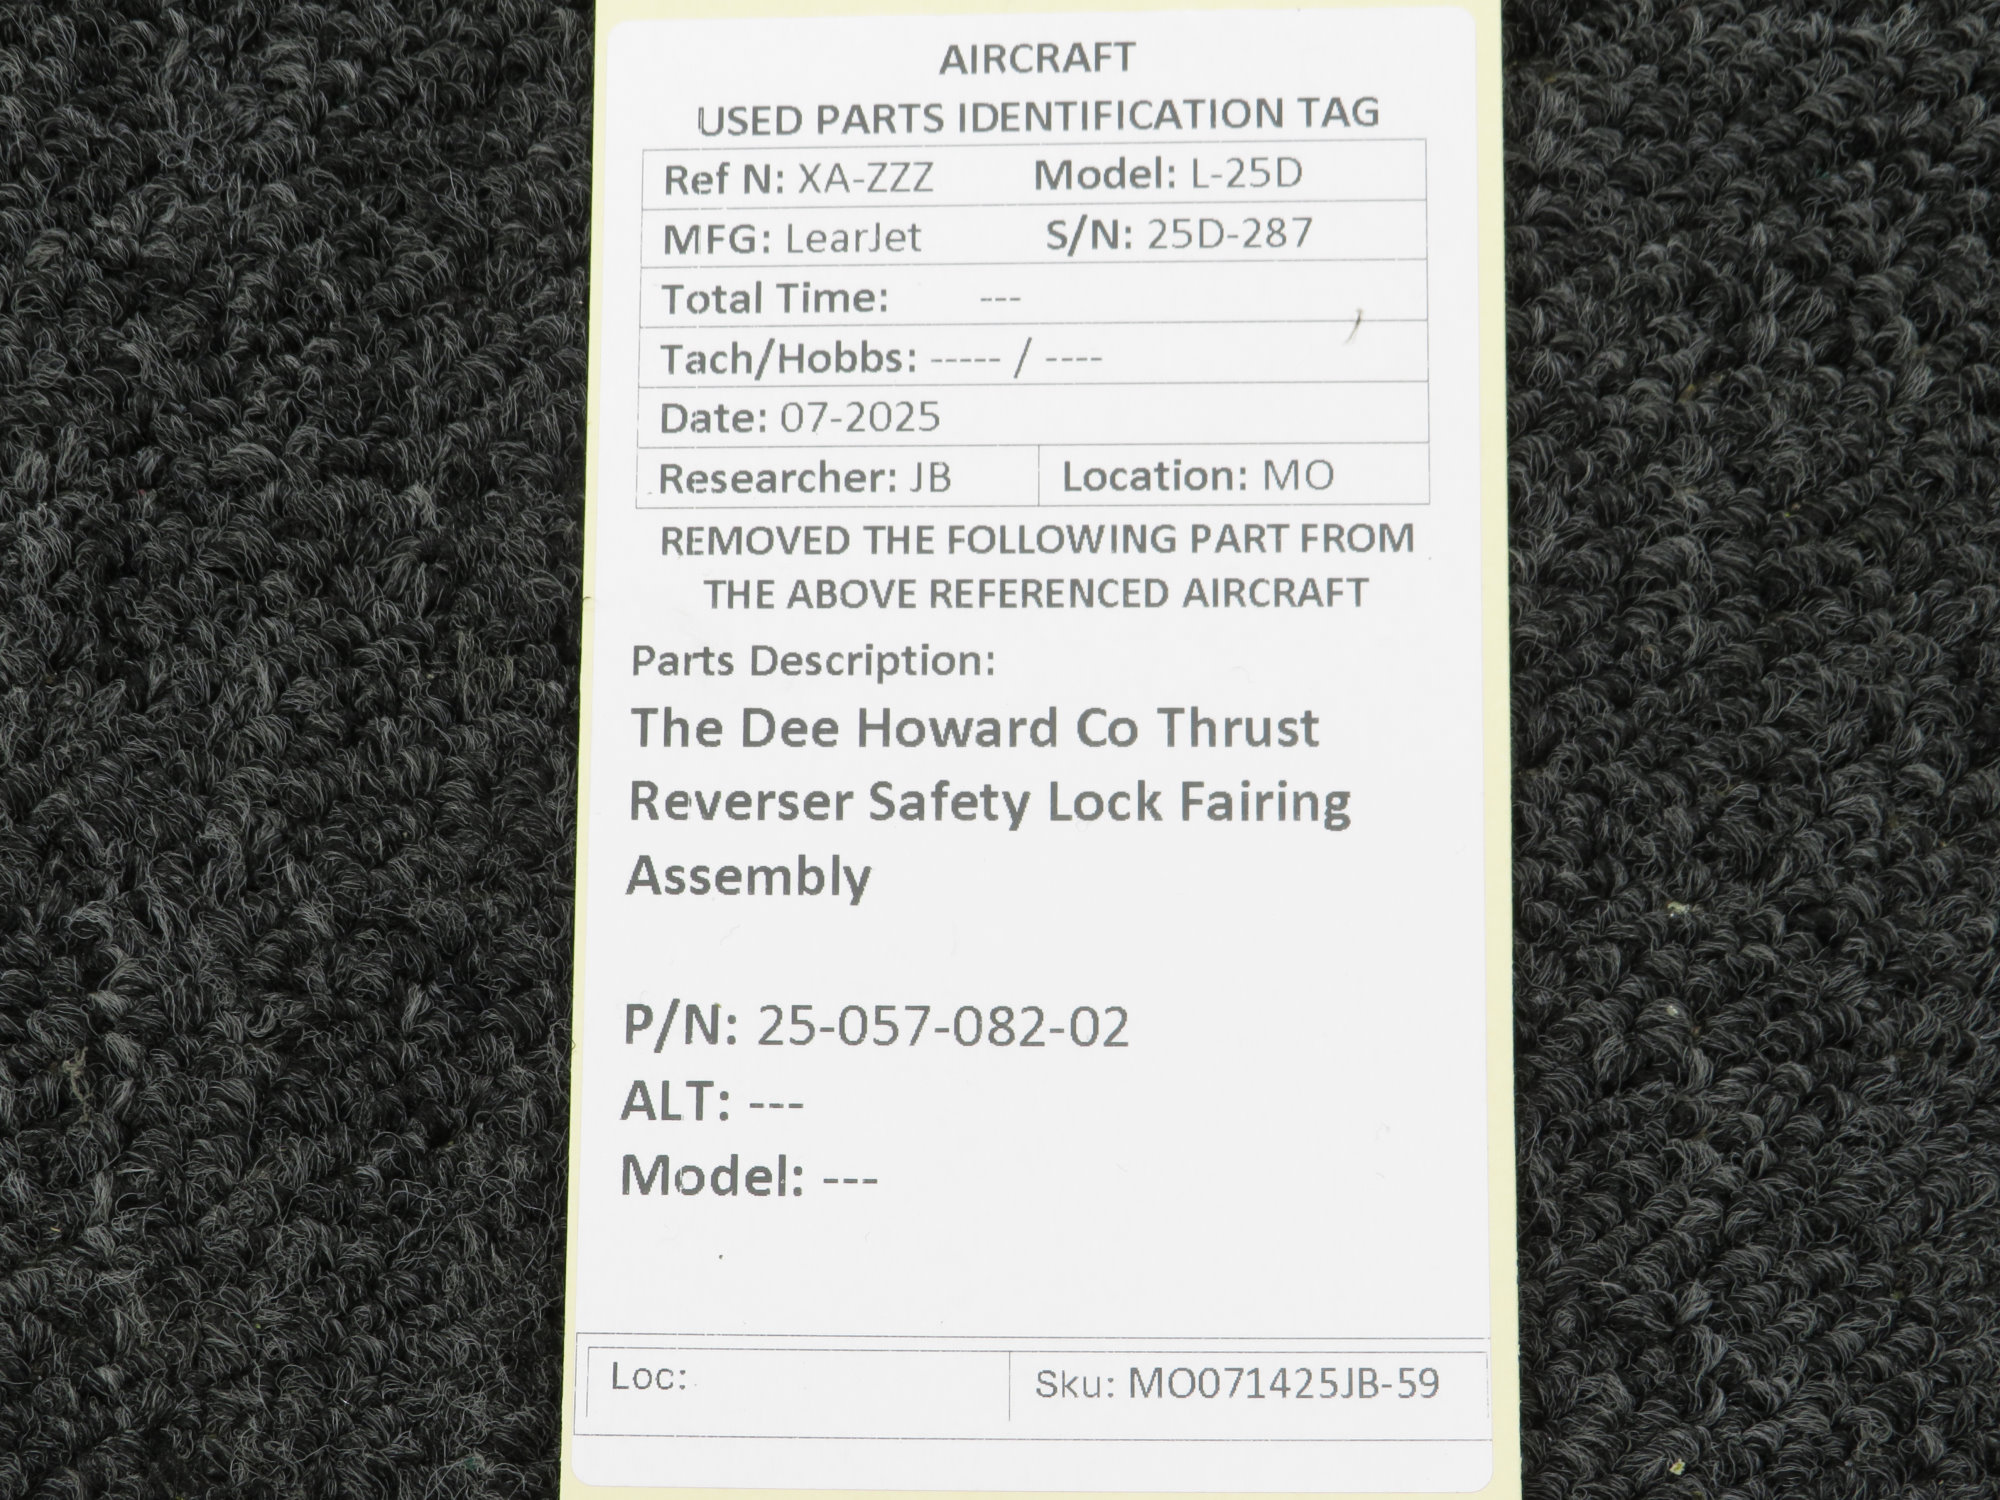 AIRCRAFT
USED PARTS IDENTIFICATION TAG
Ref N: XA-ZZZ Model: L-25D
MFG: LearJet S/N: 25D-287
Total Time: ---
Tach/Hobbs: ----- / ----
Date: 07-2025
Researcher: JB Location: MO
REMOVED THE FOLLOWING PART FROM
THE ABOVE REFERENCED AIRCRAFT
Parts Description:
The Dee Howard Co Thrust
Reverser Safety Lock Fairing
Assembly
P/N: 25-057-082-02
ALT: ---
Model: ---
Loc: Sku: MO071425JB-59